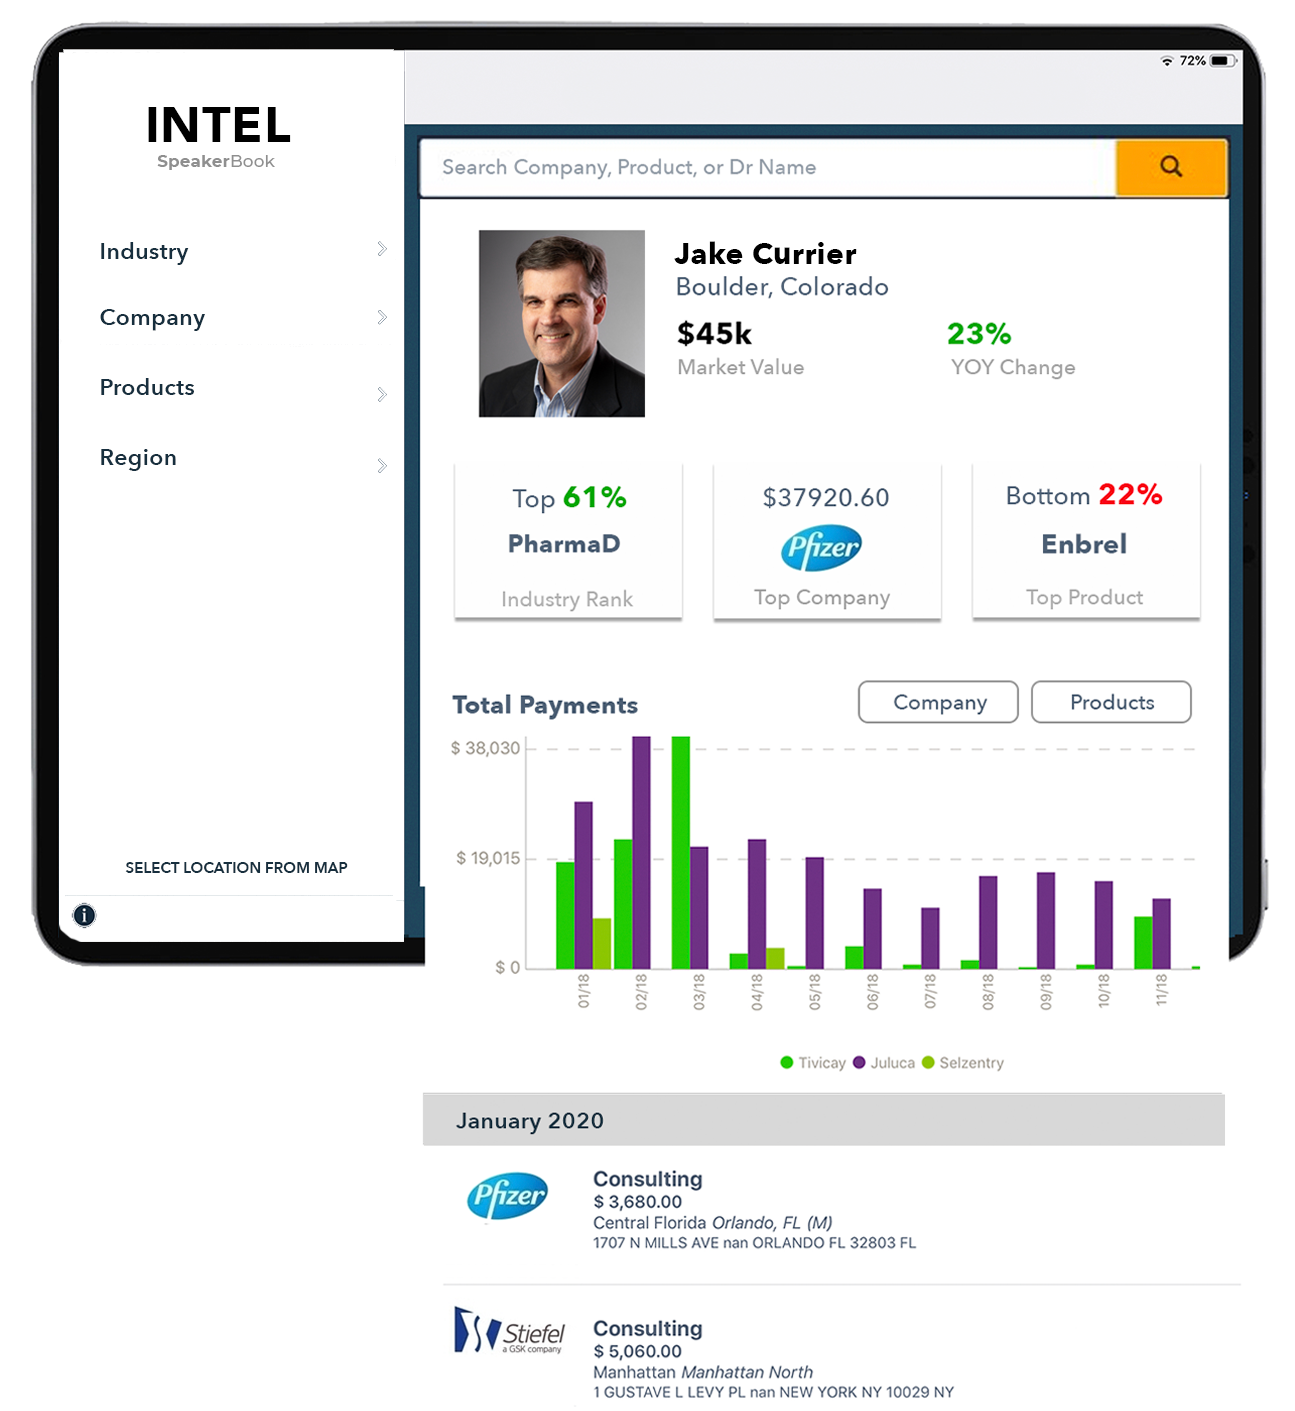 72%
INTEL
SpeakerBook
Industry
Company
Products
Region
SELECT LOCATION FROM MAP
i
Search Company, Product, or Dr Name
Jake Currier
Boulder, Colorado
$45k
Market Value
23%
YOY Change
Top 61%
PharmaD
Industry Rank
$37920.60
Pfizer
Top Company
Bottom 22%
Enbrel
Top Product
Total Payments
Company
Products
$ 38,030
$ 19,015
$ 0
01/18
02/18
03/18
04/18
05/18
06/18
07/18
08/18
09/18
10/18
11/18
Tivicay
Juluca
Selzentry
January 2020
Pfizer
Consulting
$ 3,680.00
Central Florida Orlando, FL (M)
1707 N MILLS AVE nan ORLANDO FL 32803 FL
Stiefel
a GSK company
Consulting
$ 5,060.00
Manhattan Manhattan North
1 GUSTAVE L LEVY PL nan NEW YORK NY 10029 NY